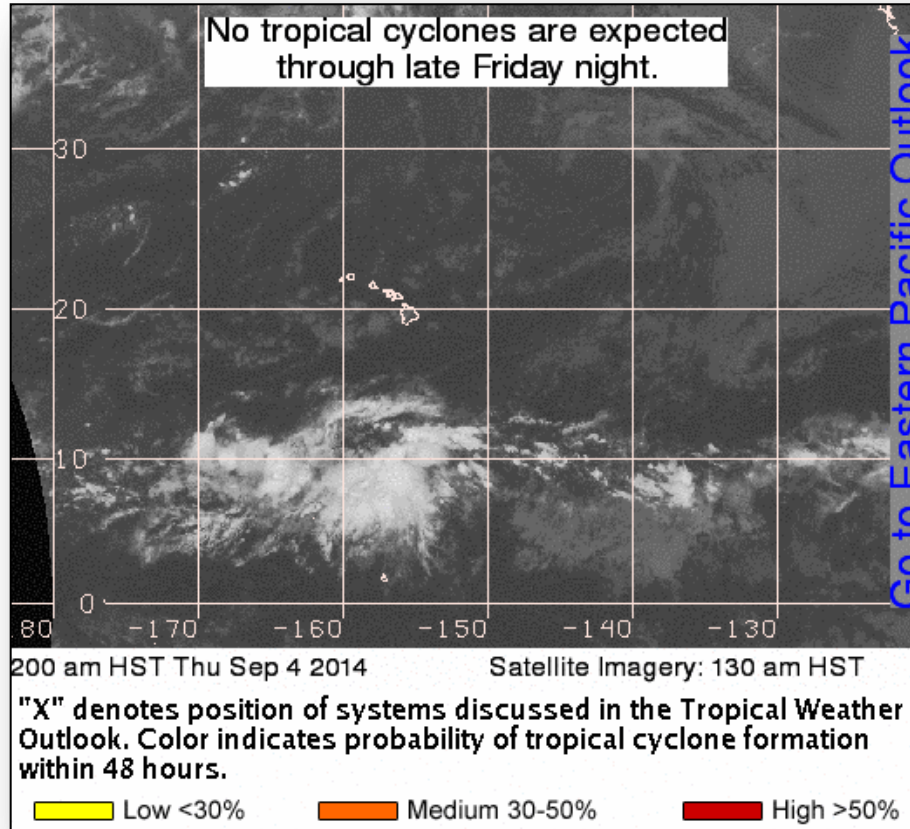 No tropical cyclones are expected
through late Friday night.
Go to Eastern Pacific Outlook
30
20
10
0
80 -170 -160 -150 -140 -130
200 am HST Thu Sep 4 2014 Satellite Imagery: 130 am HST
"X" denotes position of systems discussed in the Tropical Weather
Outlook. Color indicates probability of tropical cyclone formation
within 48 hours.
Low <30% Medium 30-50% High >50%